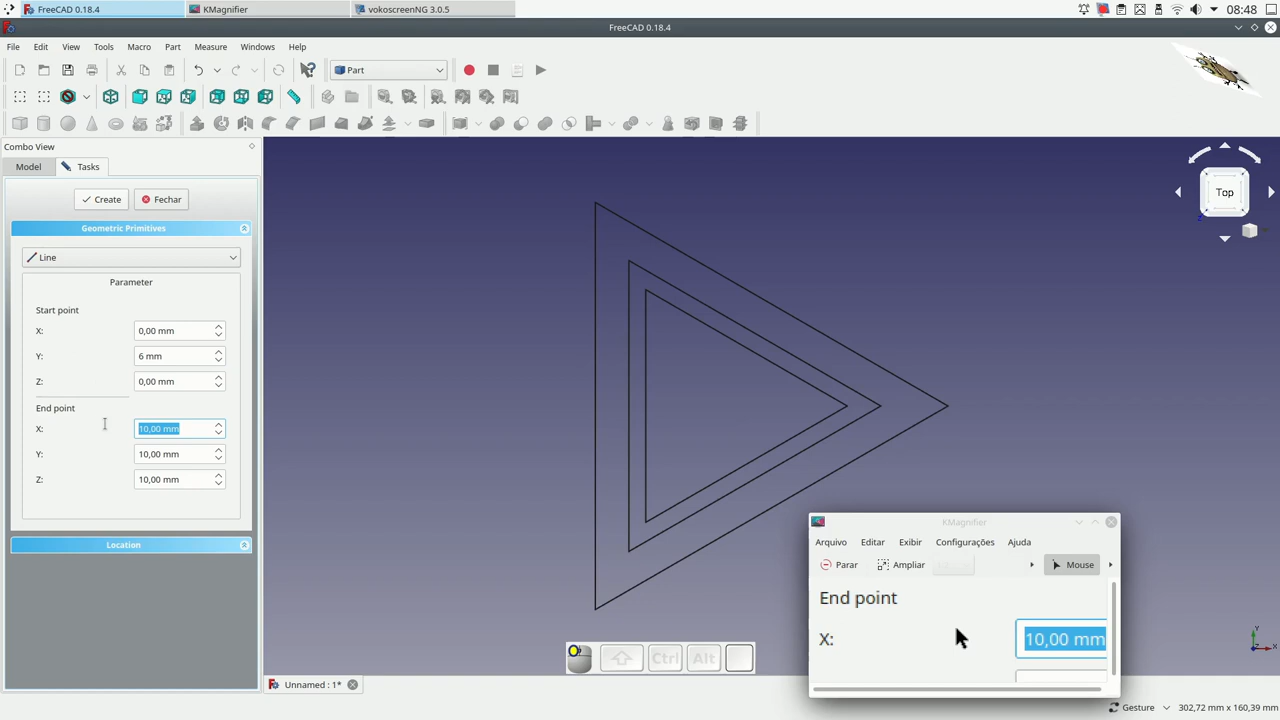 FreeCAD 0.18.4
KMagnifier
vokoscreenNG 3.0.5
08:48
FreeCAD 0.18.4
File Edit View Tools Macro Part Measure Windows Help
Part
Combo View
Model
Tasks
Create
Fechar
Geometric Primitives
Line
Parameter
Start point
X: 0,00 mm
Y: 6 mm
Z: 0,00 mm
End point
X: 10,00 mm
Y: 10,00 mm
Z: 10,00 mm
Location
Top
Z
KMagnifier
Arquivo Editar Exibir Configurações Ajuda
Parar Ampliar Mouse
End point
X: 10,00 mm
Ctrl Alt
Y
Z X
Unnamed : 1*
Gesture 302,72 mm x 160,39 mm